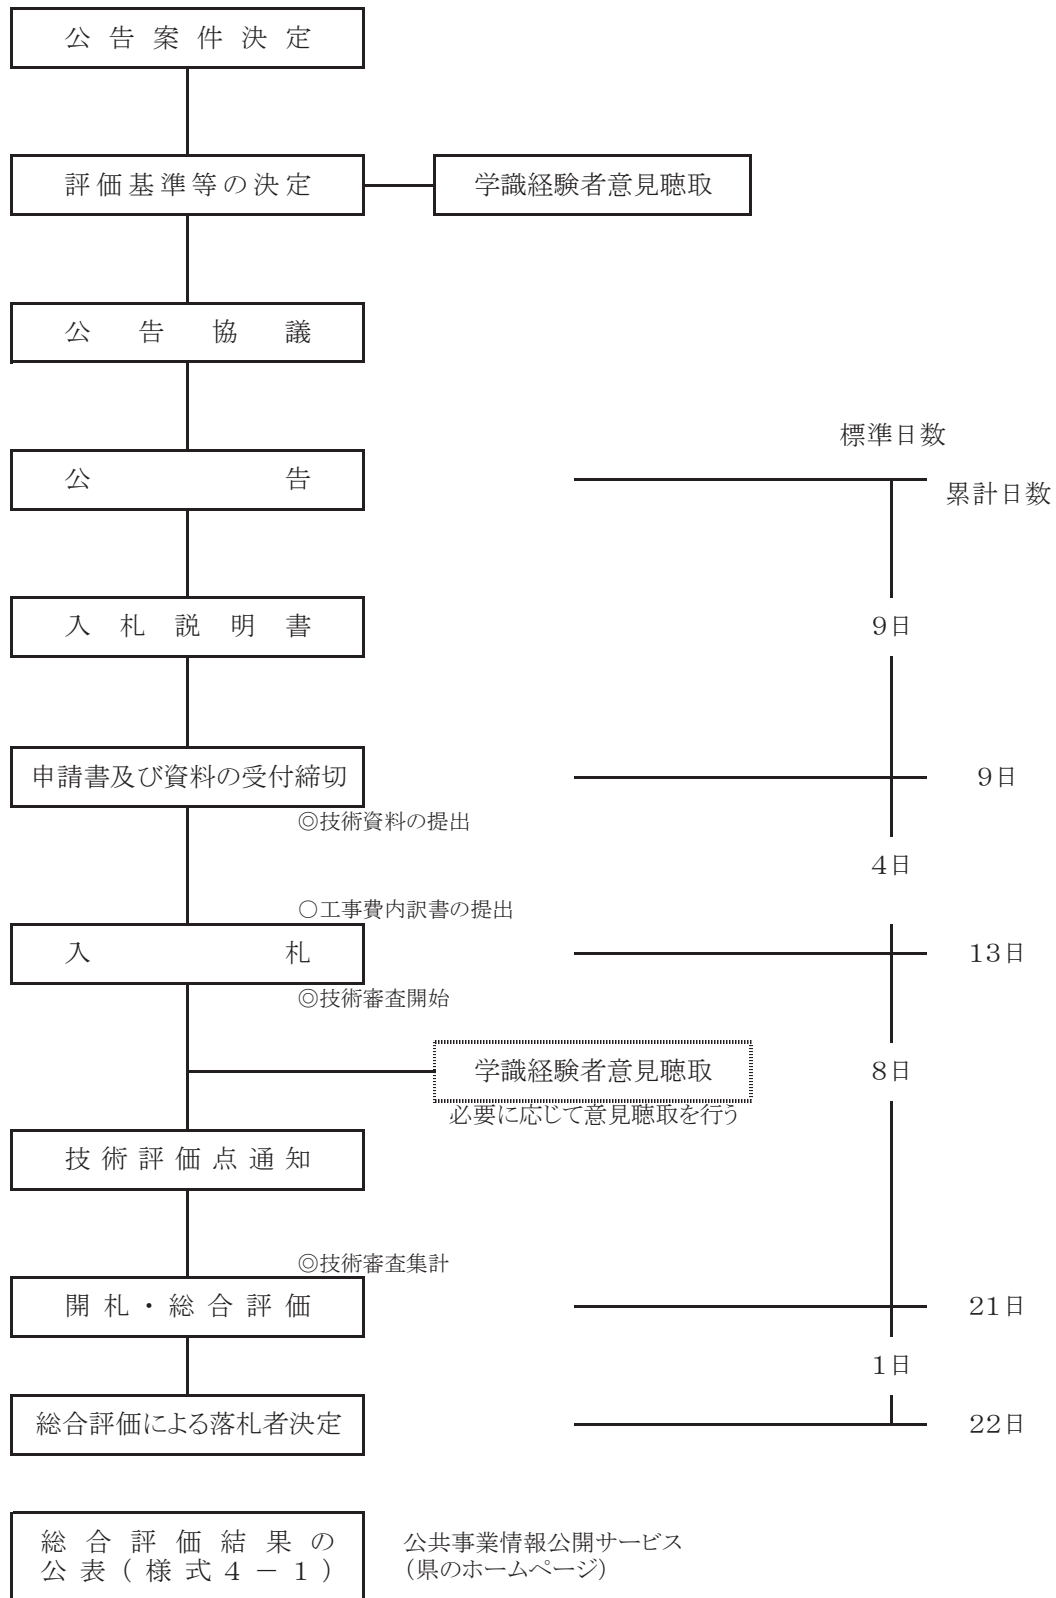 公告案件決定
評価基準等の決定
学識経験者意見聴取
公告協議
標準日数
公告
累計日数
入札説明書
9日
申請書及び資料の受付締切
9日
◎技術資料の提出
4日
○工事費内訳書の提出
入札
13日
◎技術審査開始
学識経験者意見聴取
8日
必要に応じて意見聴取を行う
技術評価点通知
◎技術審査集計
開札・総合評価
21日
1日
総合評価による落札者決定
22日
総合評価結果の
公表(様式4-1)
公共事業情報公開サービス
(県のホームページ)